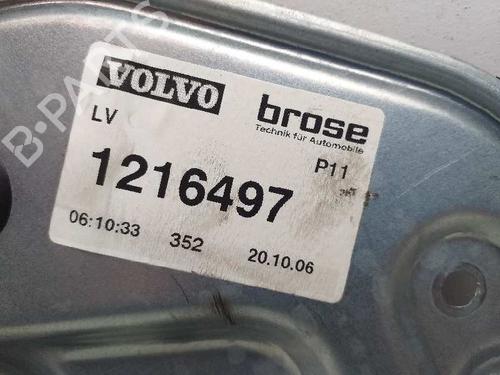 VOLVO
brose
Technik für Automobile
LV
P11
1216497
06:10:33 352 20.10.06
B-PARTS